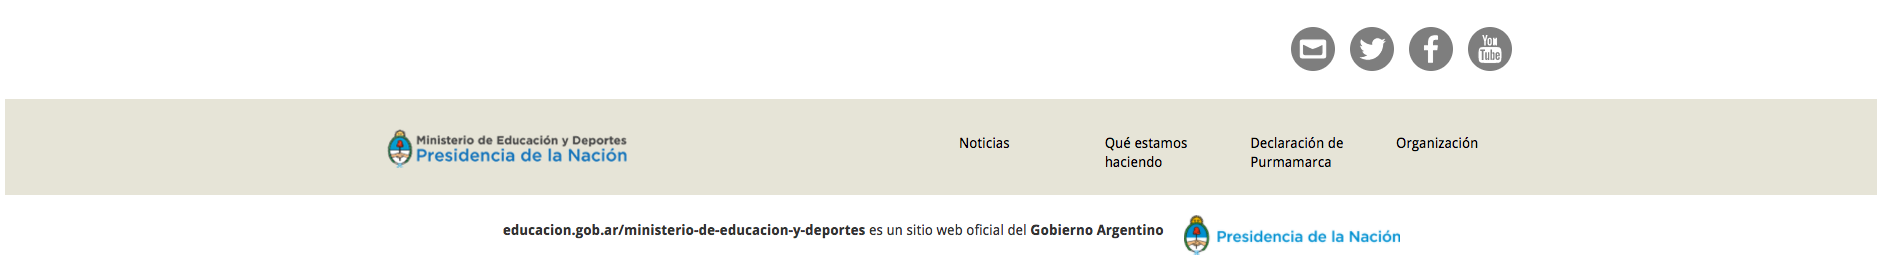 You
Tube
Ministerio de Educación y Deportes
Presidencia de la Nación
Noticias
Qué estamos
haciendo
Declaración de
Purmamarca
Organización
educacion.gob.ar/ministerio-de-educacion-y-deportes es un sitio web oficial del Gobierno Argentino
Presidencia de la Nación